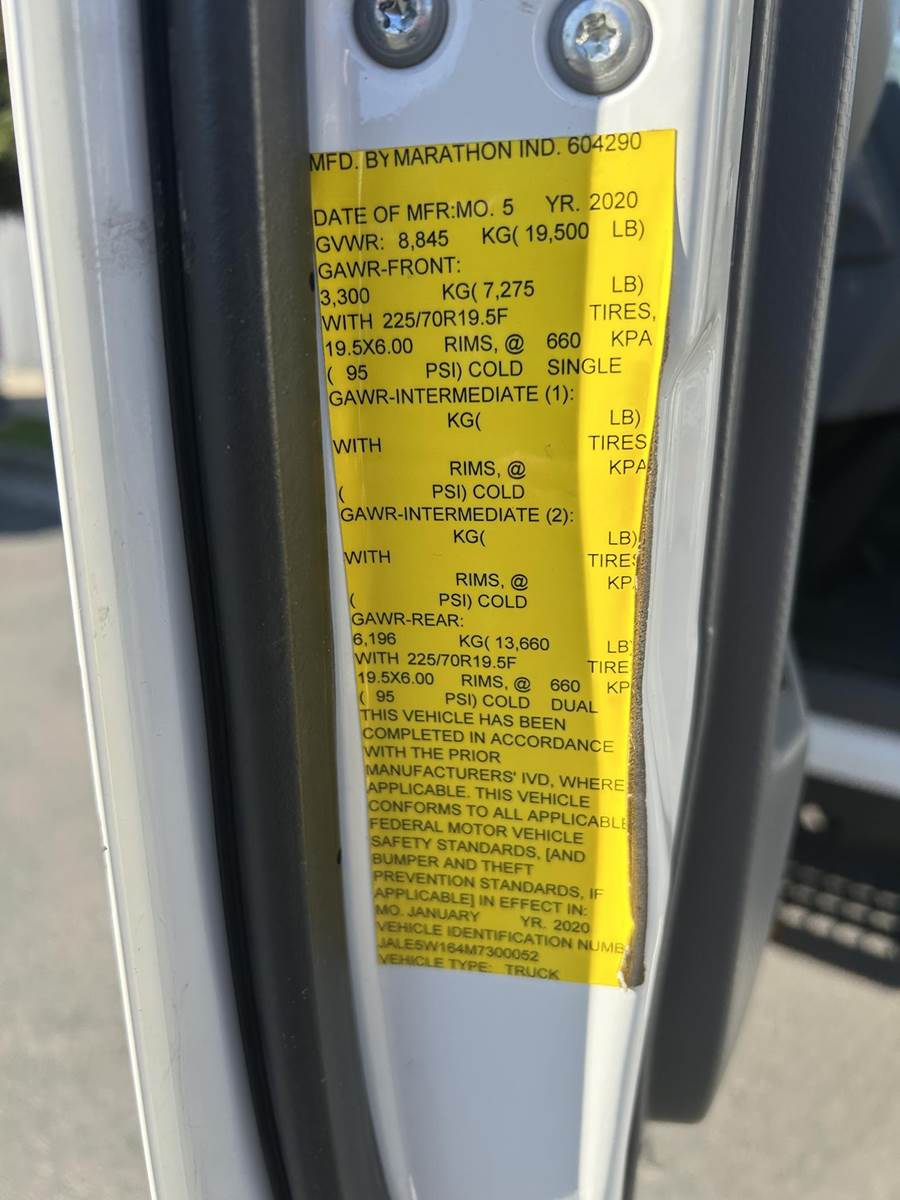 MFD. BY MARATHON IND. 604290
DATE OF MFR:MO. 5 YR. 2020
GVWR: 8,845 KG( 19,500 LB)
GAWR-FRONT:
3,300 KG( 7,275 LB)
WITH 225/70R19.5F TIRES,
19.5X6.00 RIMS, @ 660 KPA
( 95 PSI) COLD SINGLE
GAWR-INTERMEDIATE (1):
KG( LB)
WITH TIRES
RIMS, @ KPA
( PSI) COLD
GAWR-INTERMEDIATE (2):
KG( LB)
WITH TIRES
RIMS, @ KP
( PSI) COLD
GAWR-REAR:
6,196 KG( 13,660 LB
WITH 225/70R19.5F TIRE
19.5X6.00 RIMS, @ 660 KP
( 95 PSI) COLD DUAL
THIS VEHICLE HAS BEEN
COMPLETED IN ACCORDANCE
WITH THE PRIOR
MANUFACTURERS' IVD, WHERE
APPLICABLE. THIS VEHICLE
CONFORMS TO ALL APPLICABLE
FEDERAL MOTOR VEHICLE
SAFETY STANDARDS, [AND
BUMPER AND THEFT
PREVENTION STANDARDS, IF
APPLICABLE] IN EFFECT IN:
MO. JANUARY YR. 2020
VEHICLE IDENTIFICATION NUMB
JALE5W164M7300052
VEHICLE TYPE: TRUCK